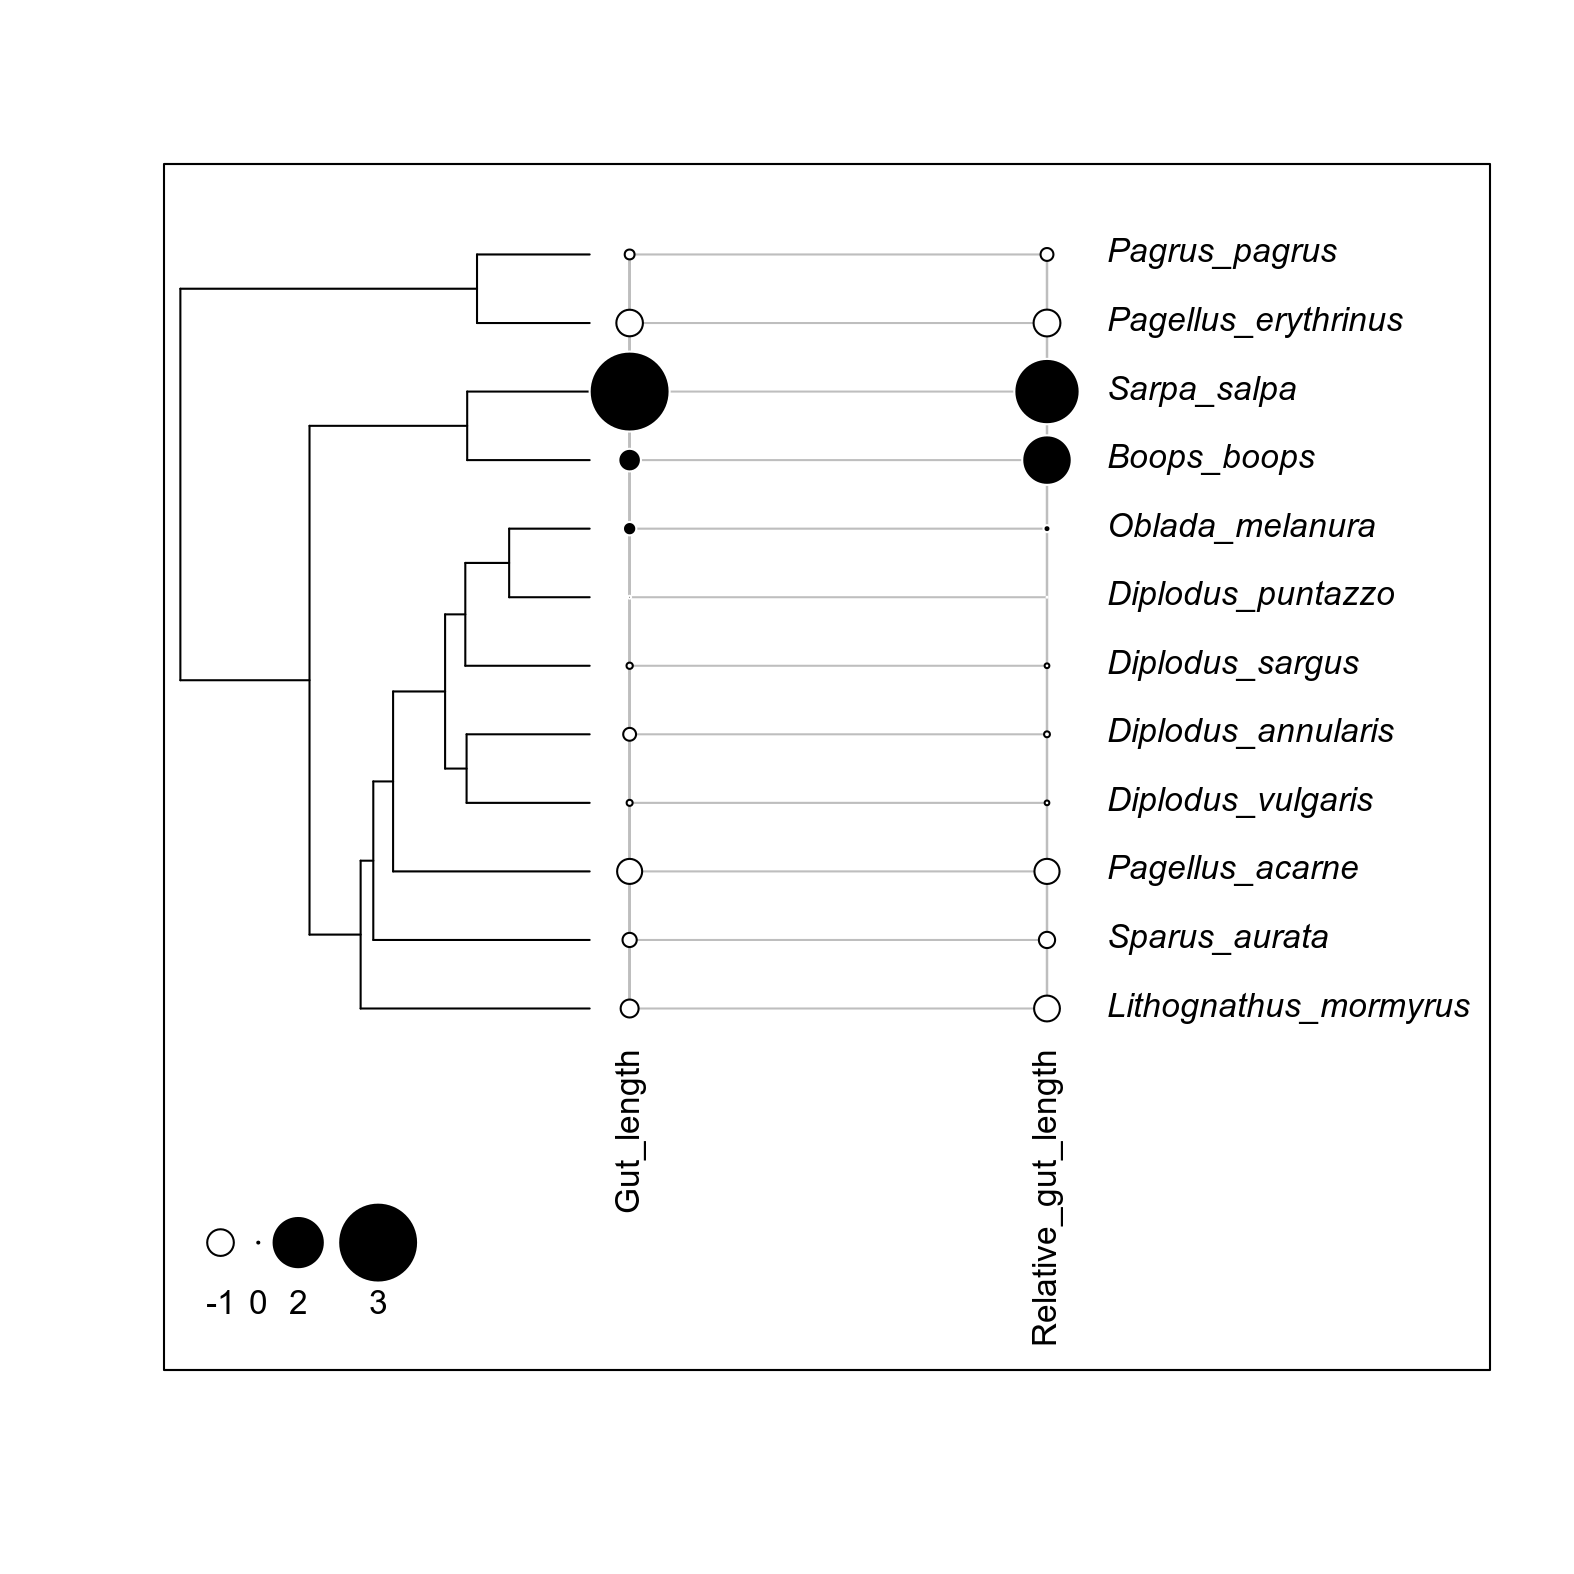 Pagrus_pagrus
Pagellus_erythrinus
Sarpa_salpa
Boops_boops
Oblada_melanura
Diplodus_puntazzo
Diplodus_sargus
Diplodus_annularis
Diplodus_vulgaris
Pagellus_acarne
Sparus_aurata
Lithognathus_mormyrus
Gut_length
Relative_gut_length
-1 0 2 3